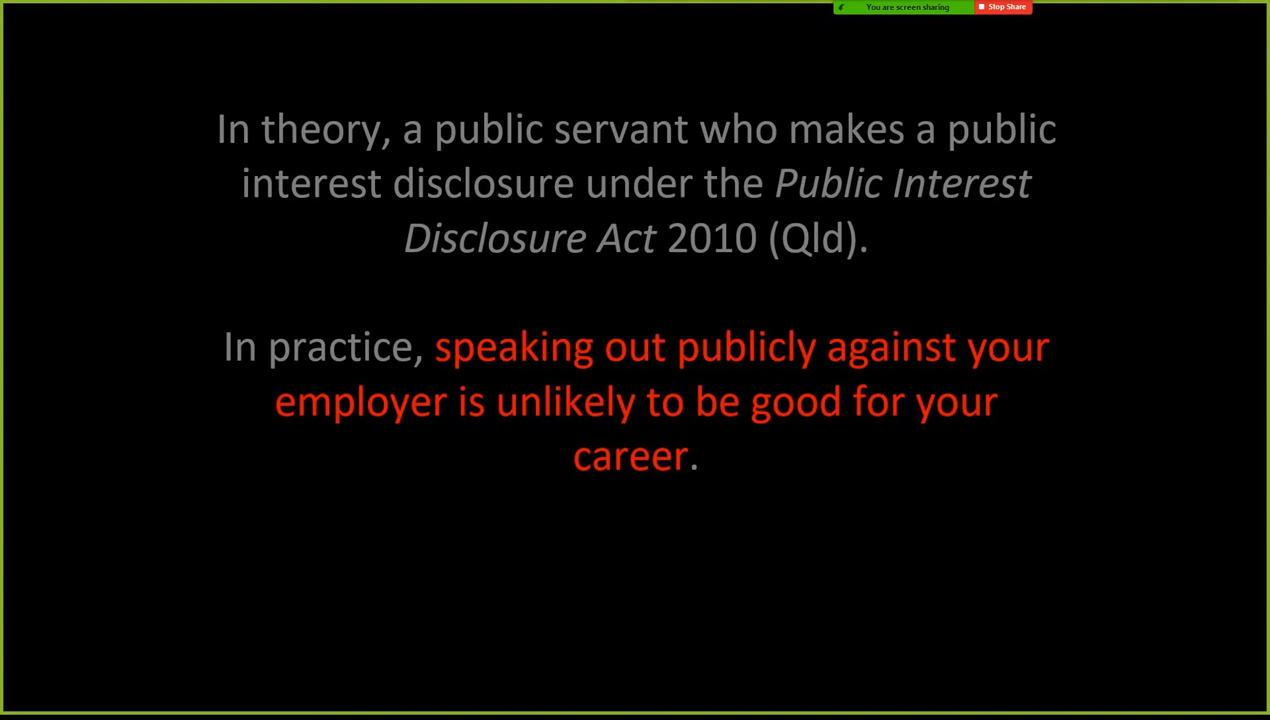 You are screen sharing
Stop Share
In theory, a public servant who makes a public
interest disclosure under the Public Interest
Disclosure Act 2010 (Qld).
In practice, speaking out publicly against your
employer is unlikely to be good for your
career.